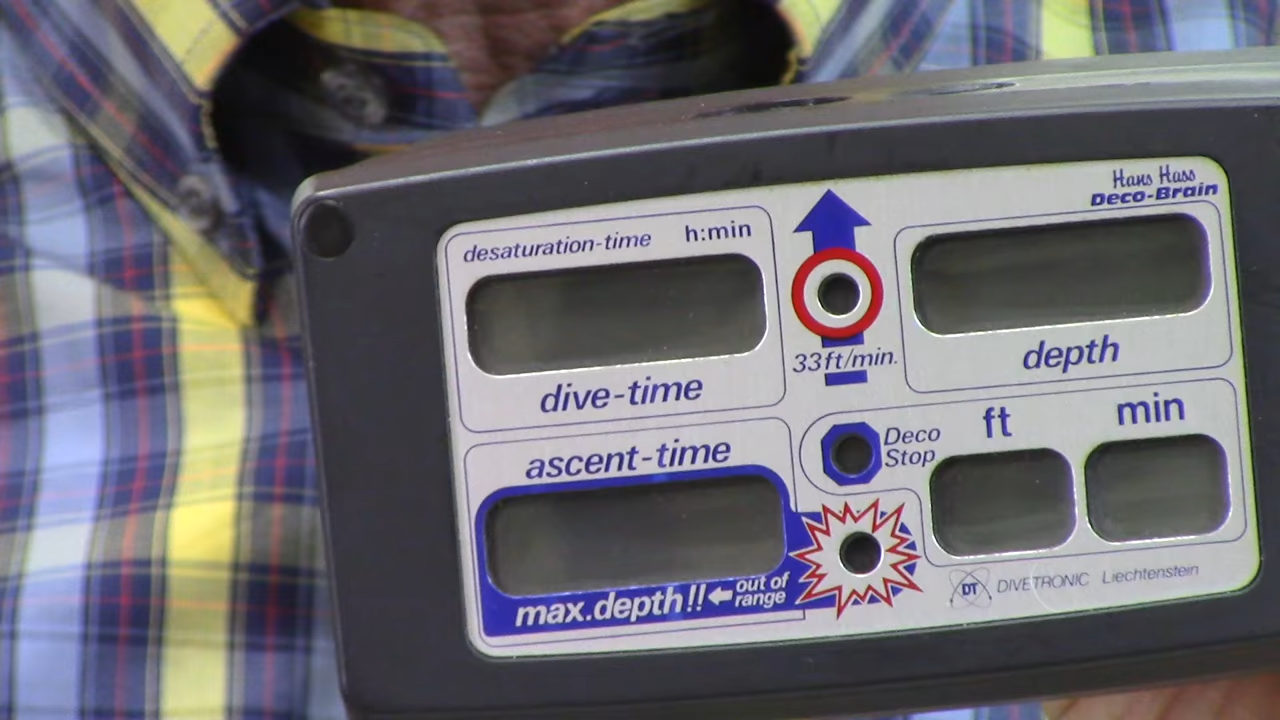 Hans Hass
Deco-Brain
desaturation-time h:min
dive-time
33ft/min.
depth
ascent-time
max.depth!! ← out of
range
Deco
Stop
ft
min
DT DIVETRONIC Liechtenstein